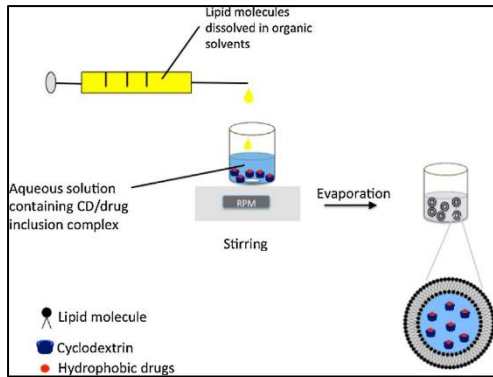 Lipid molecules
dissolved in organic
solvents
Aqueous solution
containing CD/drug
inclusion complex
RPM
Stirring
Evaporation
Lipid molecule
Cyclodextrin
Hydrophobic drugs